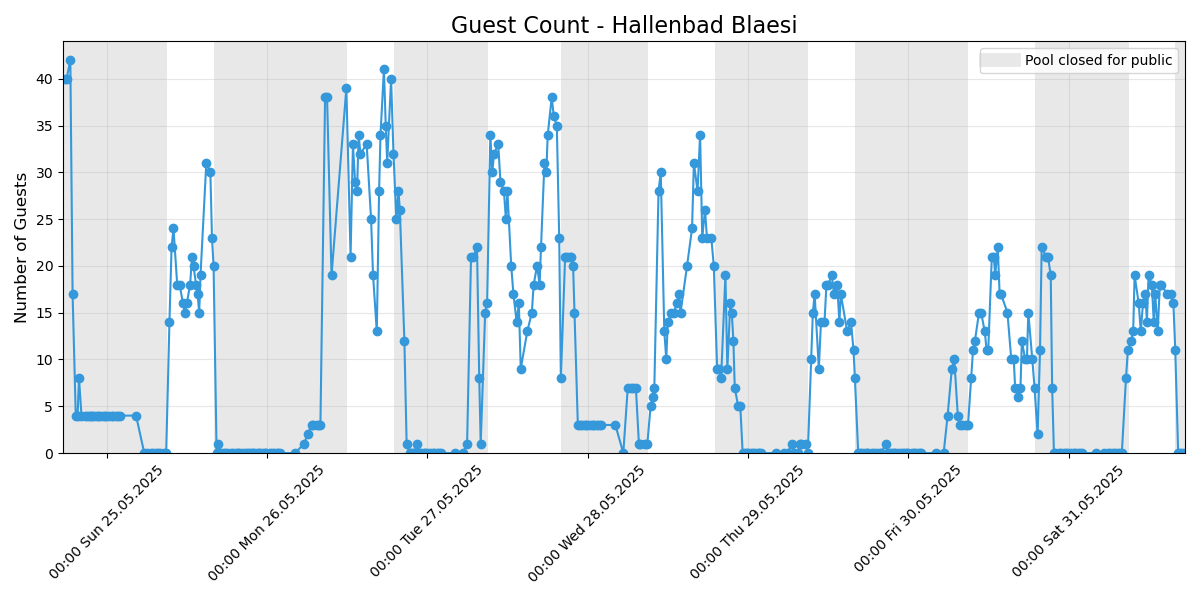 Guest Count - Hallenbad Blaesi
Pool closed for public
Number of Guests
40
35
30
25
20
15
10
5
0
00:00 Sun 25.05.2025
00:00 Mon 26.05.2025
00:00 Tue 27.05.2025
00:00 Wed 28.05.2025
00:00 Thu 29.05.2025
00:00 Fri 30.05.2025
00:00 Sat 31.05.2025